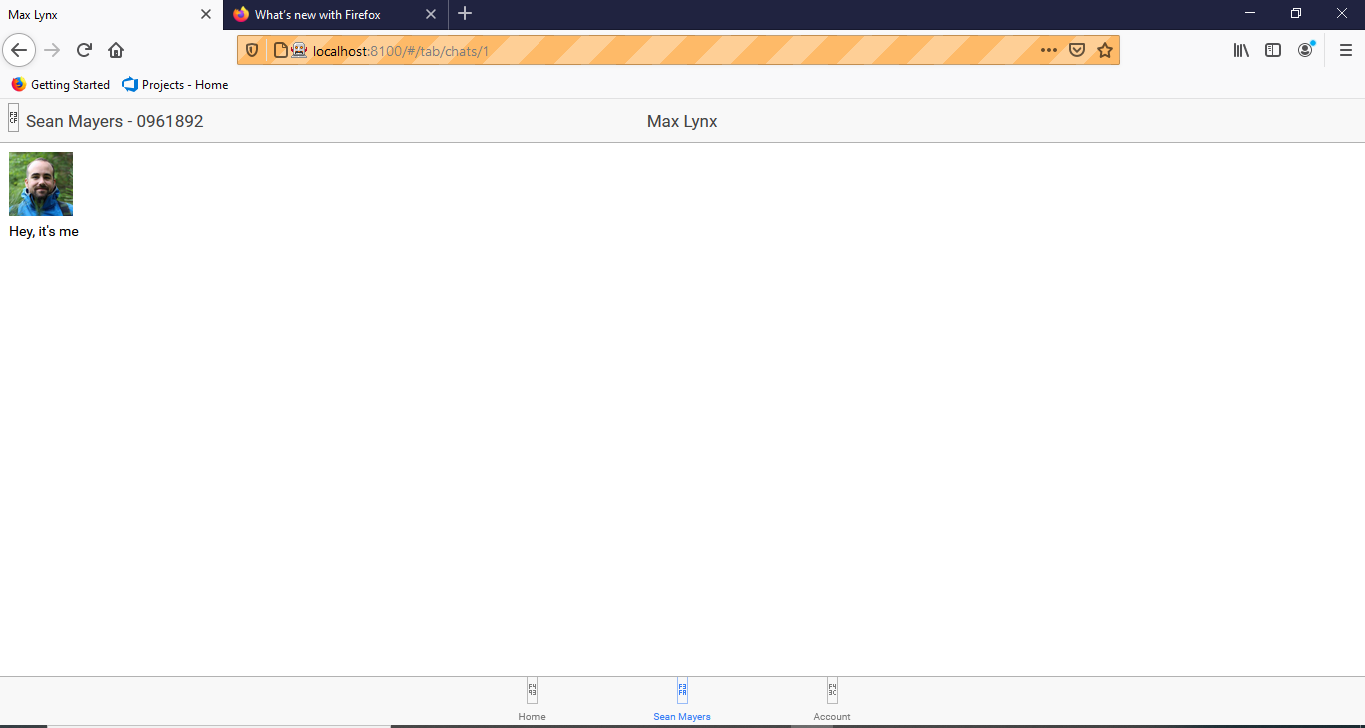 Max Lynx
What's new with Firefox
localhost:8100/#/tab/chats/1
Getting Started
Projects - Home
F3CF
Sean Mayers - 0961892
Max Lynx
Hey, it's me
Home
Sean Mayers
Account